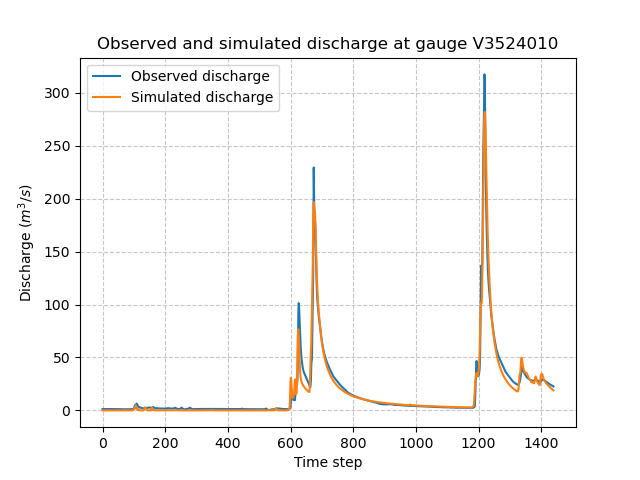 Observed and simulated discharge at gauge V3524010
Observed discharge
Simulated discharge
Discharge (m³/s)
300
250
200
150
100
50
0
0 200 400 600 800 1000 1200 1400
Time step